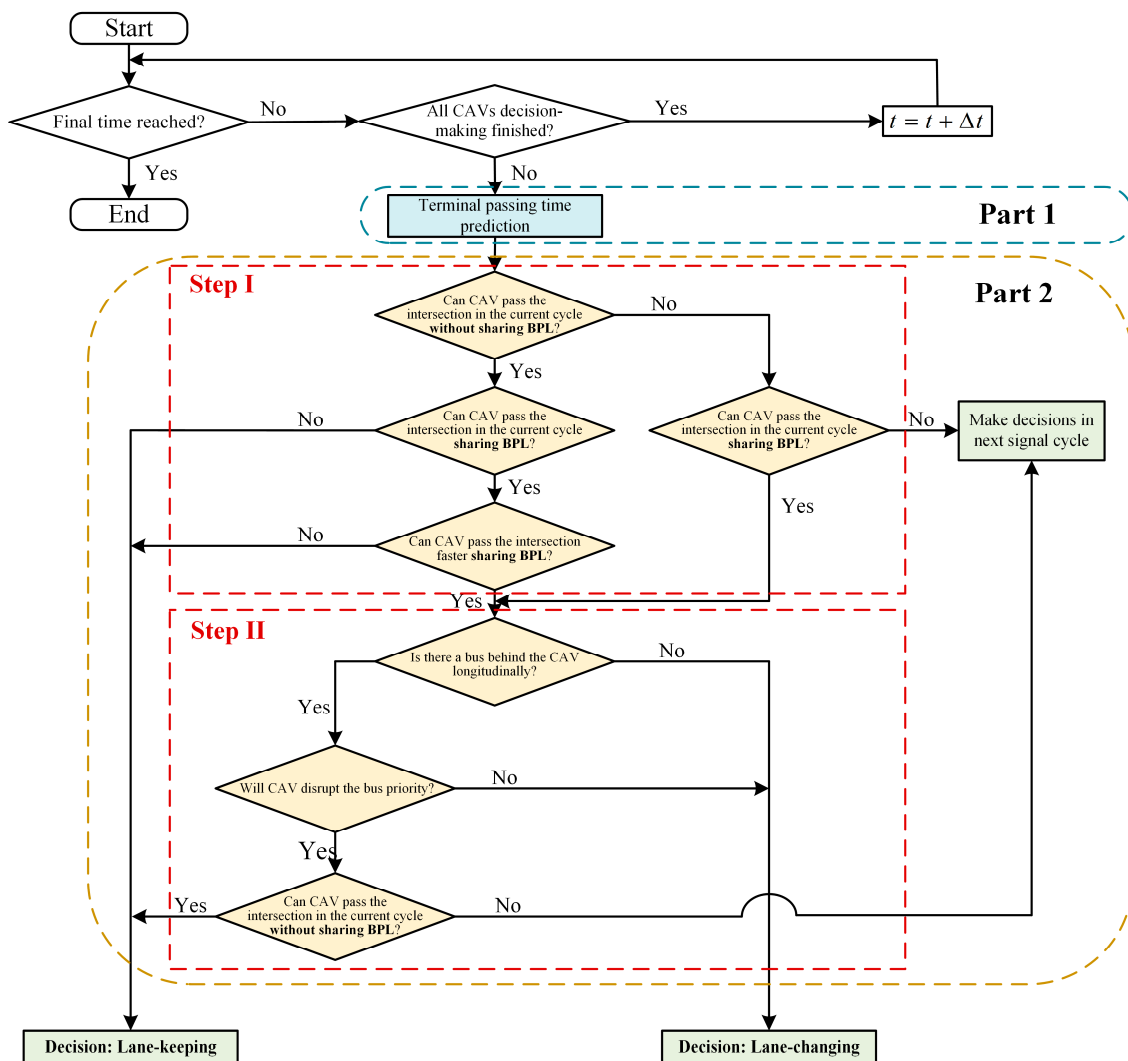 Start
Final time reached?
No
All CAVs decision-
making finished?
Yes
t = t + Δt
Yes
No
End
Terminal passing time
prediction
Part 1
Step I
Part 2
Can CAV pass the
intersection in the current cycle
without sharing BPL?
No
Yes
No
Can CAV pass the
intersection in the current cycle
sharing BPL?
Can CAV pass the
intersection in the current cycle
sharing BPL?
No
Make decisions in
next signal cycle
Yes
Yes
No
Can CAV pass the intersection
faster sharing BPL?
Yes
Step II
Is there a bus behind the CAV
longitudinally?
No
Yes
Will CAV disrupt the bus priority?
No
Yes
Yes
Can CAV pass the
intersection in the current cycle
without sharing BPL?
No
Decision: Lane-keeping
Decision: Lane-changing